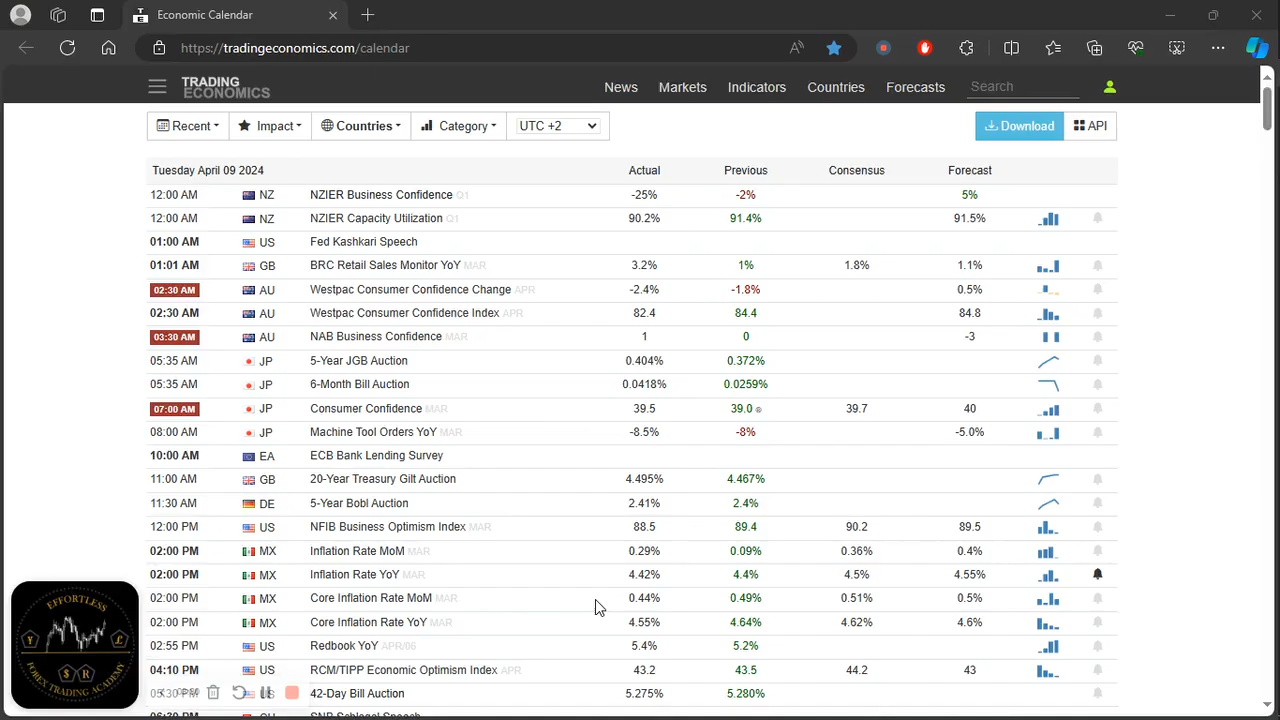 Economic Calendar
https://tradingeconomics.com/calendar
TRADING ECONOMICS News Markets Indicators Countries Forecasts Search
Recent Impact Countries Category UTC +2 Download API
Tuesday April 09 2024 Actual Previous Consensus Forecast
12:00 AM NZ NZIER Business Confidence Q1 -25% -2% 5%
12:00 AM NZ NZIER Capacity Utilization Q1 90.2% 91.4% 91.5%
01:00 AM US Fed Kashkari Speech
01:01 AM GB BRC Retail Sales Monitor YoY MAR 3.2% 1% 1.8% 1.1%
02:30 AM AU Westpac Consumer Confidence Change APR -2.4% -1.8% 0.5%
02:30 AM AU Westpac Consumer Confidence Index APR 82.4 84.4 84.8
03:30 AM AU NAB Business Confidence MAR 1 0 -3
05:35 AM JP 5-Year JGB Auction 0.404% 0.372%
05:35 AM JP 6-Month Bill Auction 0.0418% 0.0259%
07:00 AM JP Consumer Confidence MAR 39.5 39.0 ® 39.7 40
08:00 AM JP Machine Tool Orders YoY MAR -8.5% -8% -5.0%
10:00 AM EA ECB Bank Lending Survey
11:00 AM GB 20-Year Treasury Gilt Auction 4.495% 4.467%
11:30 AM DE 5-Year Bobl Auction 2.41% 2.4%
12:00 PM US NFIB Business Optimism Index MAR 88.5 89.4 90.2 89.5
02:00 PM MX Inflation Rate MoM MAR 0.29% 0.09% 0.36% 0.4%
02:00 PM MX Inflation Rate YoY MAR 4.42% 4.4% 4.5% 4.55%
02:00 PM MX Core Inflation Rate MoM MAR 0.44% 0.49% 0.51% 0.5%
02:00 PM MX Core Inflation Rate YoY MAR 4.55% 4.64% 4.62% 4.6%
02:55 PM US Redbook YoY APR/06 5.4% 5.2%
04:10 PM US RCM/TIPP Economic Optimism Index APR 43.2 43.5 44.2 43
05:30 PM US 42-Day Bill Auction 5.275% 5.280%
EFFORTLESS
FOREX TRADING ACADEMY